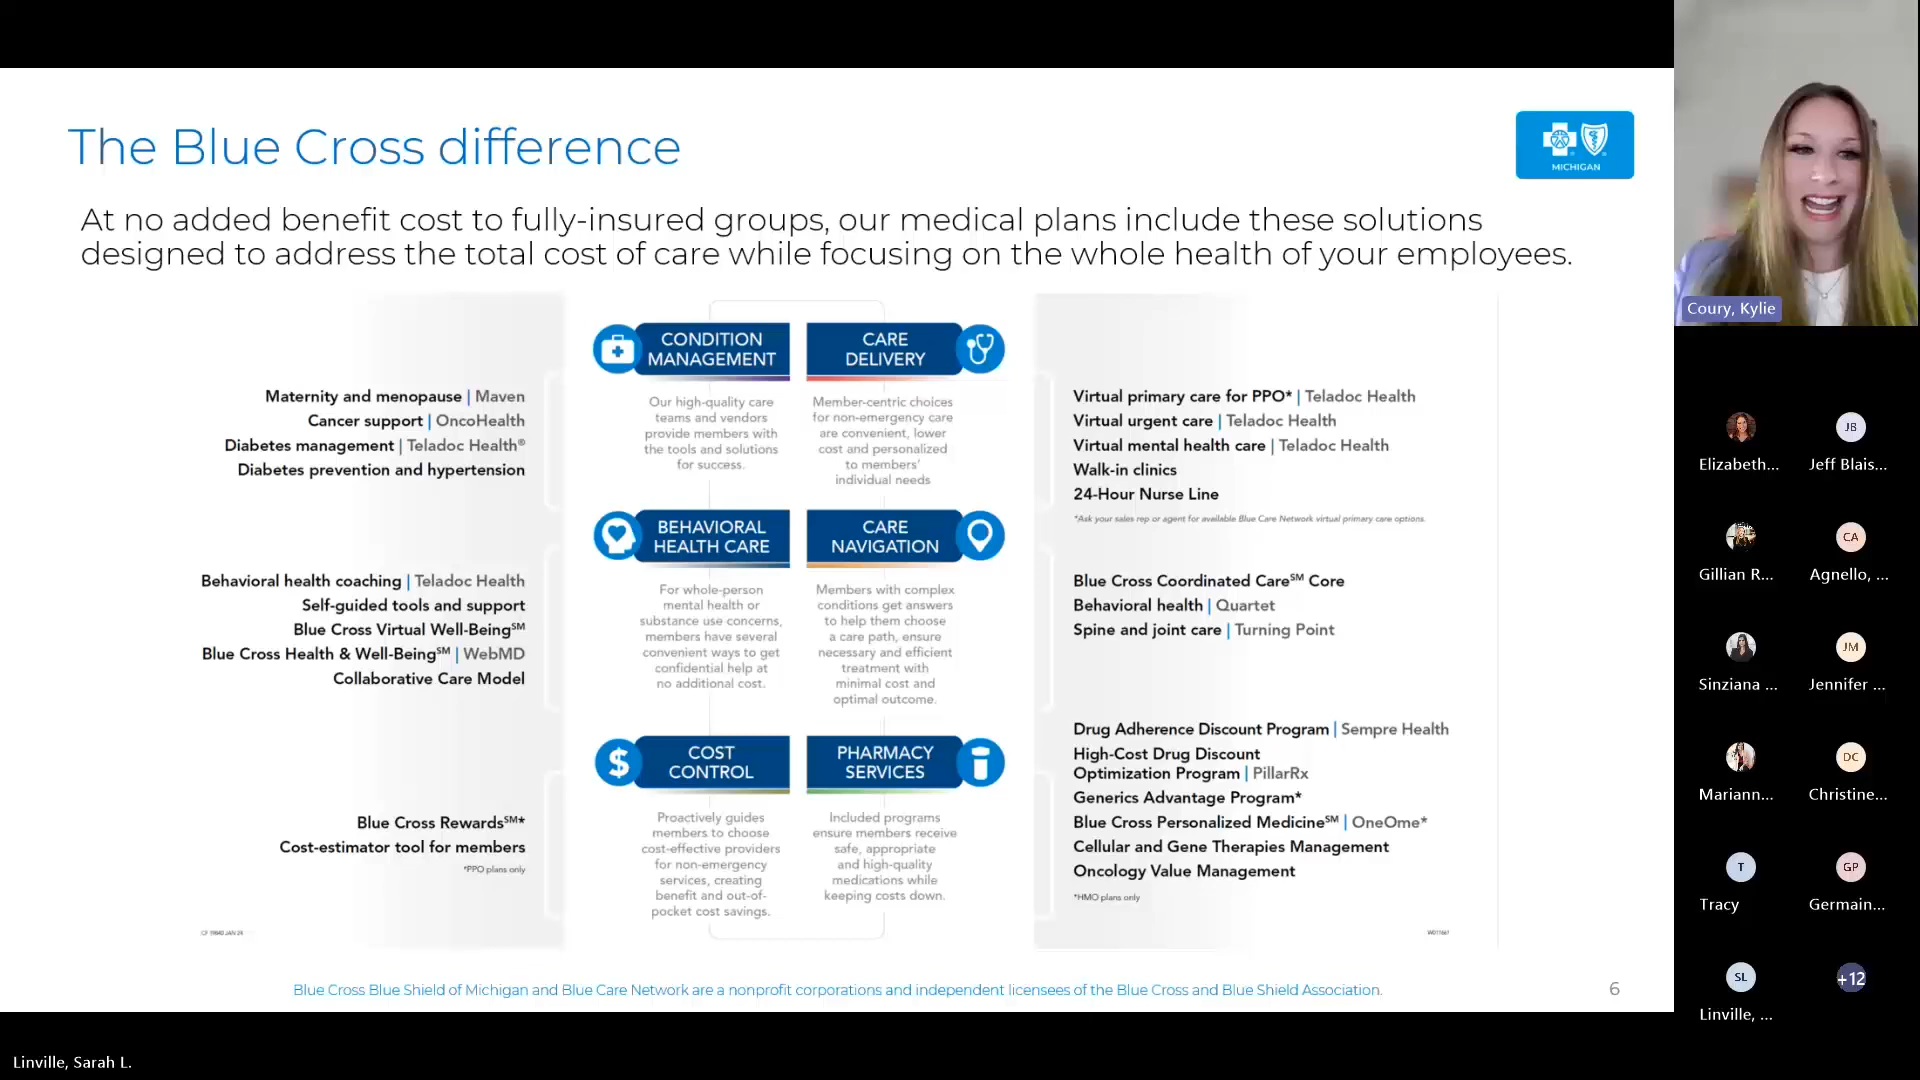 The Blue Cross difference
MICHIGAN
At no added benefit cost to fully-insured groups, our medical plans include these solutions
designed to address the total cost of care while focusing on the whole health of your employees.
CONDITION
MANAGEMENT
Our high-quality care
teams and vendors
provide members with
the tools and solutions
for success.
Maternity and menopause | Maven
Cancer support | OncoHealth
Diabetes management | Teladoc Health®
Diabetes prevention and hypertension
CARE
DELIVERY
Member-centric choices
for non-emergency care
are convenient, lower
cost and personalized
to members'
individual needs
Virtual primary care for PPO* | Teladoc Health
Virtual urgent care | Teladoc Health
Virtual mental health care | Teladoc Health
Walk-in clinics
24-Hour Nurse Line
*Ask your sales rep or agent for available Blue Care Network virtual primary care options.
BEHAVIORAL
HEALTH CARE
For whole-person
mental health or
substance use concerns,
members have several
convenient ways to get
confidential help at
no additional cost.
Behavioral health coaching | Teladoc Health
Self-guided tools and support
Blue Cross Virtual Well-Being℠
Blue Cross Health & Well-Being℠ | WebMD
Collaborative Care Model
CARE
NAVIGATION
Members with complex
conditions get answers
to help them choose
a care path, ensure
necessary and efficient
treatment with
minimal cost and
optimal outcome.
Blue Cross Coordinated Care℠ Core
Behavioral health | Quartet
Spine and joint care | Turning Point
COST
CONTROL
Proactively guides
members to choose
cost-effective providers
for non-emergency
services, creating
benefit and out-of-
pocket cost savings.
Blue Cross Rewards℠*
Cost-estimator tool for members
*PPO plans only
PHARMACY
SERVICES
Included programs
ensure members receive
safe, appropriate
and high-quality
medications while
keeping costs down.
Drug Adherence Discount Program | Sempre Health
High-Cost Drug Discount
Optimization Program | PillarRx
Generics Advantage Program*
Blue Cross Personalized Medicine℠ | OneOme*
Cellular and Gene Therapies Management
Oncology Value Management
*HMO plans only
Blue Cross Blue Shield of Michigan and Blue Care Network are a nonprofit corporations and independent licensees of the Blue Cross and Blue Shield Association.
6
Coury, Kylie
Elizabeth...
JB
Jeff Blais...
Gillian R...
CA
Agnello, ...
Sinziana ...
JM
Jennifer ...
Mariann...
DC
Christine...
T
Tracy
GP
Germain...
SL
Linville, ...
+12
Linville, Sarah L.